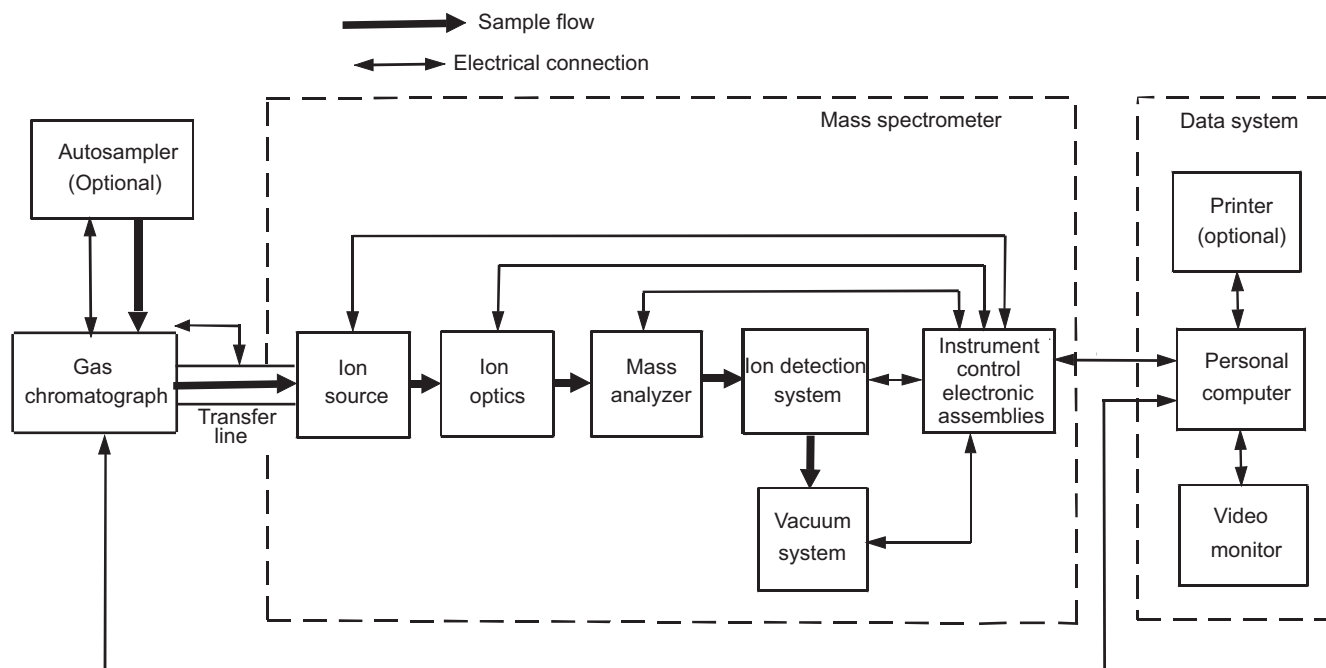 Sample flow
Electrical connection
Mass spectrometer
Data system
Autosampler
(Optional)
Printer
(optional)
Gas
chromatograph
Transfer
line
Ion
source
Ion
optics
Mass
analyzer
Ion detection
system
Instrument
control
electronic
assemblies
Personal
computer
Vacuum
system
Video
monitor